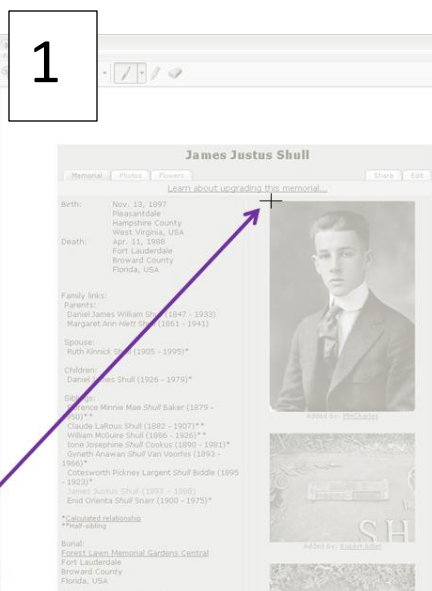 1
James Justus Shull
Memorial Photos Flowers Share Edit
Learn about upgrading this memorial...
Birth: Nov. 13, 1897
Pleasantdale
Hampshire County
West Virginia, USA
Death: Apr. 11, 1988
Fort Lauderdale
Broward County
Florida, USA
Family links:
Parents:
Daniel James William Shull (1847 - 1933)
Margaret Ann Shull (1861 - 1941)
Spouse:
Ruth Kinnick Shull (1905 - 1995)*
Children:
Daniel James Shull (1926 - 1979)*
Siblings:
Florence Minnie Mae Shull Baker (1879 -
1950)**
Claude LaRous Shull (1882 - 1907)**
William McGuire Shull (1886 - 1926)**
Ione Josephine Shull Cookus (1890 - 1981)*
Gyneth Anawan Shull Van Voorhis (1893 -
1966)*
Cotesworth Pickney Largent Shull Biddle (1895
- 1923)*
James Justus Shull (1897 - 1988)
Enid Orienta Shull Snarr (1900 - 1975)*
*Calculated relationship
**Half-sibling
Burial:
Forest Lawn Memorial Gardens Central
Fort Lauderdale
Broward County
Florida, USA
Added by: McCharles
SH
Added by: Robert